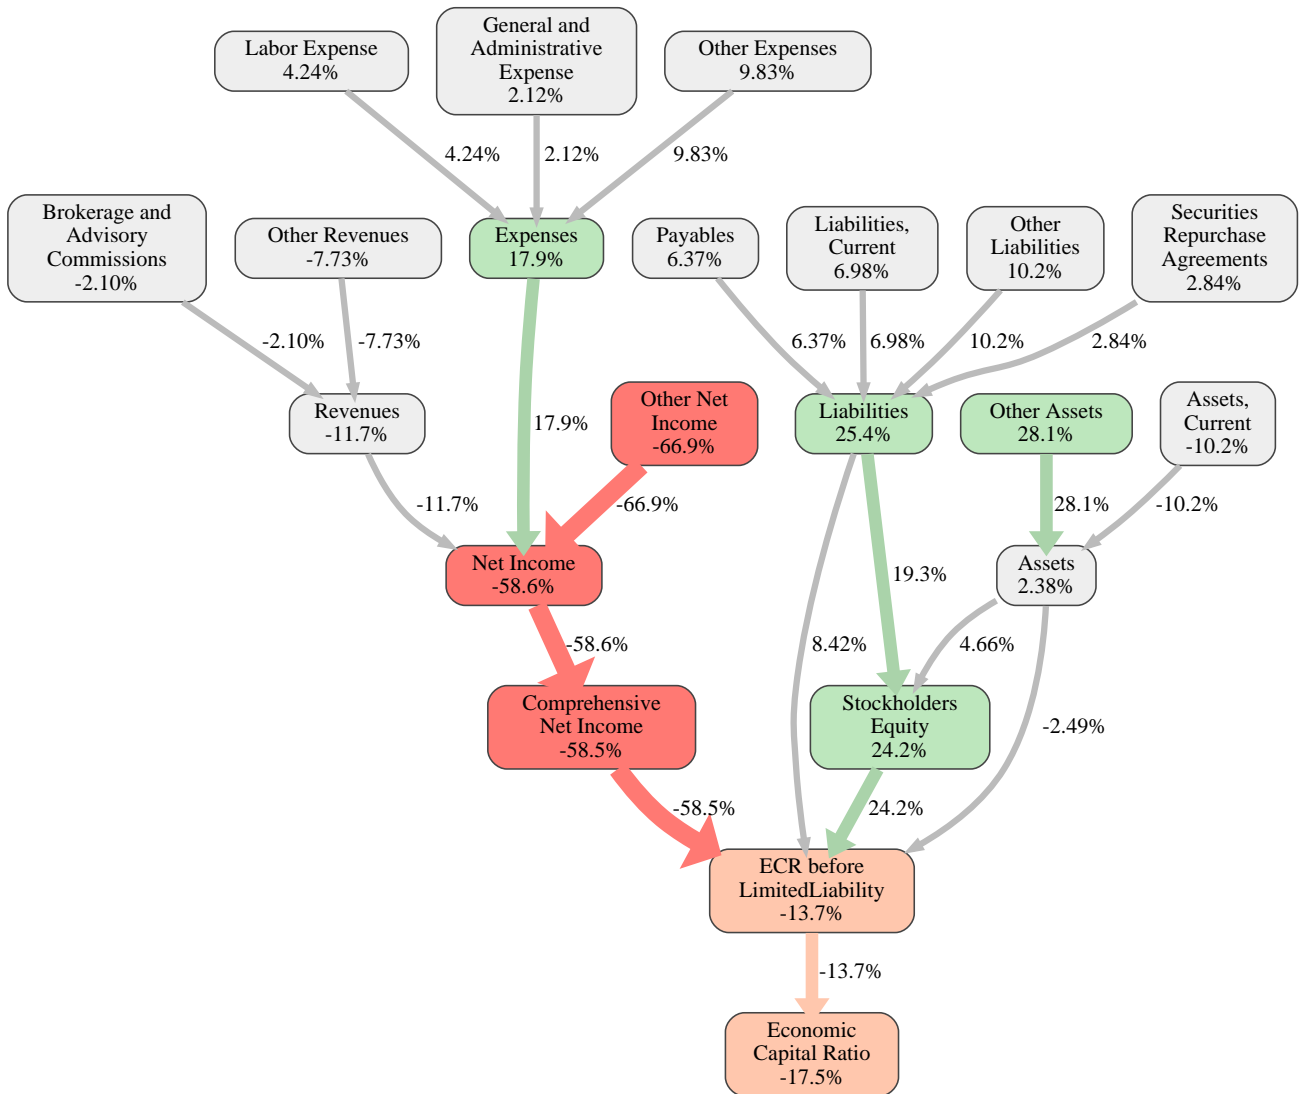 Labor Expense
4.24%
General and
Administrative
Expense
2.12%
Other Expenses
9.83%
4.24%
2.12%
9.83%
Brokerage and
Advisory
Commissions
-2.10%
Other Revenues
-7.73%
Expenses
17.9%
Payables
6.37%
Liabilities,
Current
6.98%
Other
Liabilities
10.2%
Securities
Repurchase
Agreements
2.84%
-2.10%
-7.73%
6.37%
6.98%
10.2%
2.84%
Revenues
-11.7%
17.9%
Other Net
Income
-66.9%
Liabilities
25.4%
Other Assets
28.1%
Assets,
Current
-10.2%
-11.7%
-66.9%
28.1%
-10.2%
Net Income
-58.6%
19.3%
Assets
2.38%
-58.6%
8.42%
4.66%
Comprehensive
Net Income
-58.5%
Stockholders
Equity
24.2%
-2.49%
-58.5%
24.2%
ECR before
LimitedLiability
-13.7%
-13.7%
Economic
Capital Ratio
-17.5%